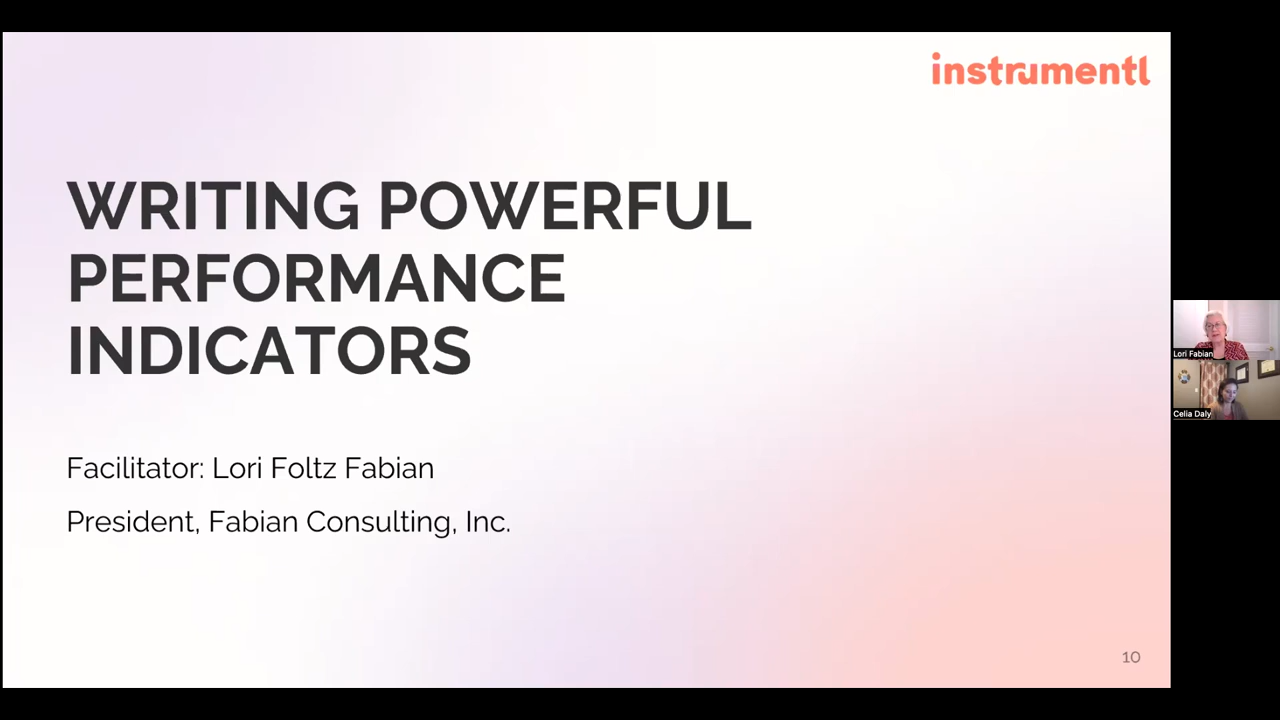 instrumentl
WRITING POWERFUL
PERFORMANCE
INDICATORS
Facilitator: Lori Foltz Fabian
President, Fabian Consulting, Inc.
10
Lori Fabian
Celia Daly